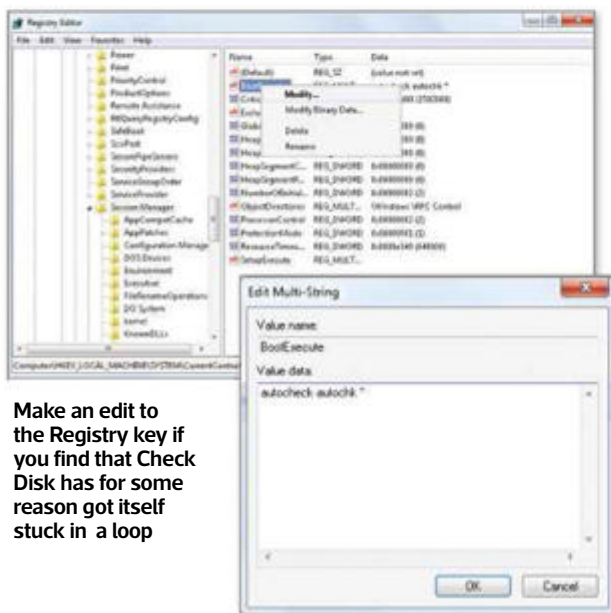 Registry Editor
File Edit View Favorites Help
Power
Print
PriorityControl
ProductOptions
Remote Assistance
RNGQueryRegistryConfig
SafeBoot
ScsiPort
SecurePipeServers
SecurityProviders
ServiceGroupOrder
ServiceProvider
Session Manager
AppCompatCache
AppPatches
Configuration Manage
DOS Devices
Environment
Executive
FileRenameOperations
I/O System
kernel
KnownDLLs
Name Type Data
(Default) REG_SZ (value not set)
autochk *
Modify...
Modify Binary Data...
Delete
Rename
HeapSegmentC... REG_DWORD
HeapSegmentR... REG_DWORD
NumberOfInitial... REG_DWORD
ObjectDirectories REG_MULT... \Windows \RPC Control
ProcessorControl REG_DWORD
ProtectionMode REG_DWORD
ResourceTimeo... REG_DWORD
SetupExecute REG_MULT...
Computer\HKEY_LOCAL_MACHINE\SYSTEM\CurrentControl
Edit Multi-String
Value name:
BootExecute
Value data:
autocheck autochk *
OK Cancel
Make an edit to
the Registry key if
you find that Check
Disk has for some
reason got itself
stuck in a loop